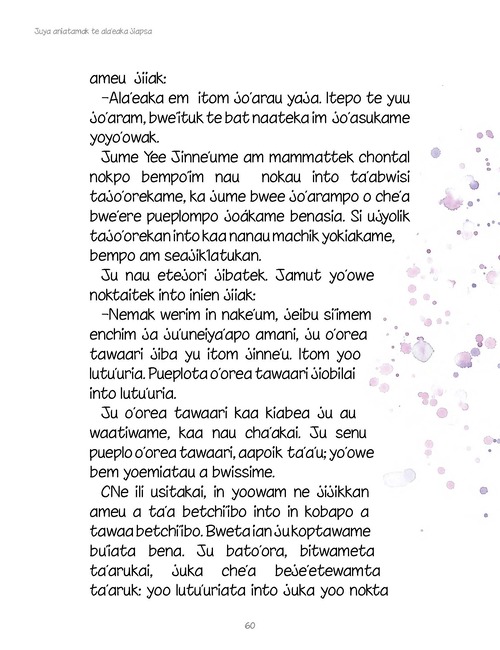 Juya aniatamak te ala'eaka jiapsa
ameu jiiak:
–Ala'eaka em itom jo'arau yaja. Itepo te yuu
jo'aram, bwe'ituk te bat naateka im jo'asukame
yoyo'owak.
Jume Yee Jinne'ume am mammattek chontal
nokpo bempo'im nau nokau into ta'abwisi
tajo'orekame, ka jume bwee jo'arampo o che'a
bwe'ere pueplompo joákame benasia. Si ujyolik
tajo'orekan into kaa nanau machik yokiakame,
bempo am seajik1atukan.
Ju nau etejori jibatek. Jamut yo'owe
noktaitek into inien jiiak:
–Nemak werim in nake'um, jeibu si'imem
enchim ja ju'uneiya'apo amani, ju o'orea
tawaari jiba yu itom jinne'u. Itom yoo
lutu'uria. Pueplota o'orea tawaari jiobilai
into lutu'uria.
Ju o'orea tawaari kaa kiabea ju au
waatiwame, kaa nau cha'akai. Ju senu
pueplo o'orea tawaari, aapoik ta'a'u; yo'owe
bem yoemiatau a bwissime.
CNe ili usitakai, in yoowam ne jijikkan
ameu a ta'a betchi'ibo into in kobapo a
tawaa betchi'ibo. Bweta ian ju koptawame
bu'iata bena. Ju bato'ora, bitwameta
ta'arukai, juka che'a beje'etewamta
ta'aruk: yoo lutu'uriata into juka yoo nokta
60